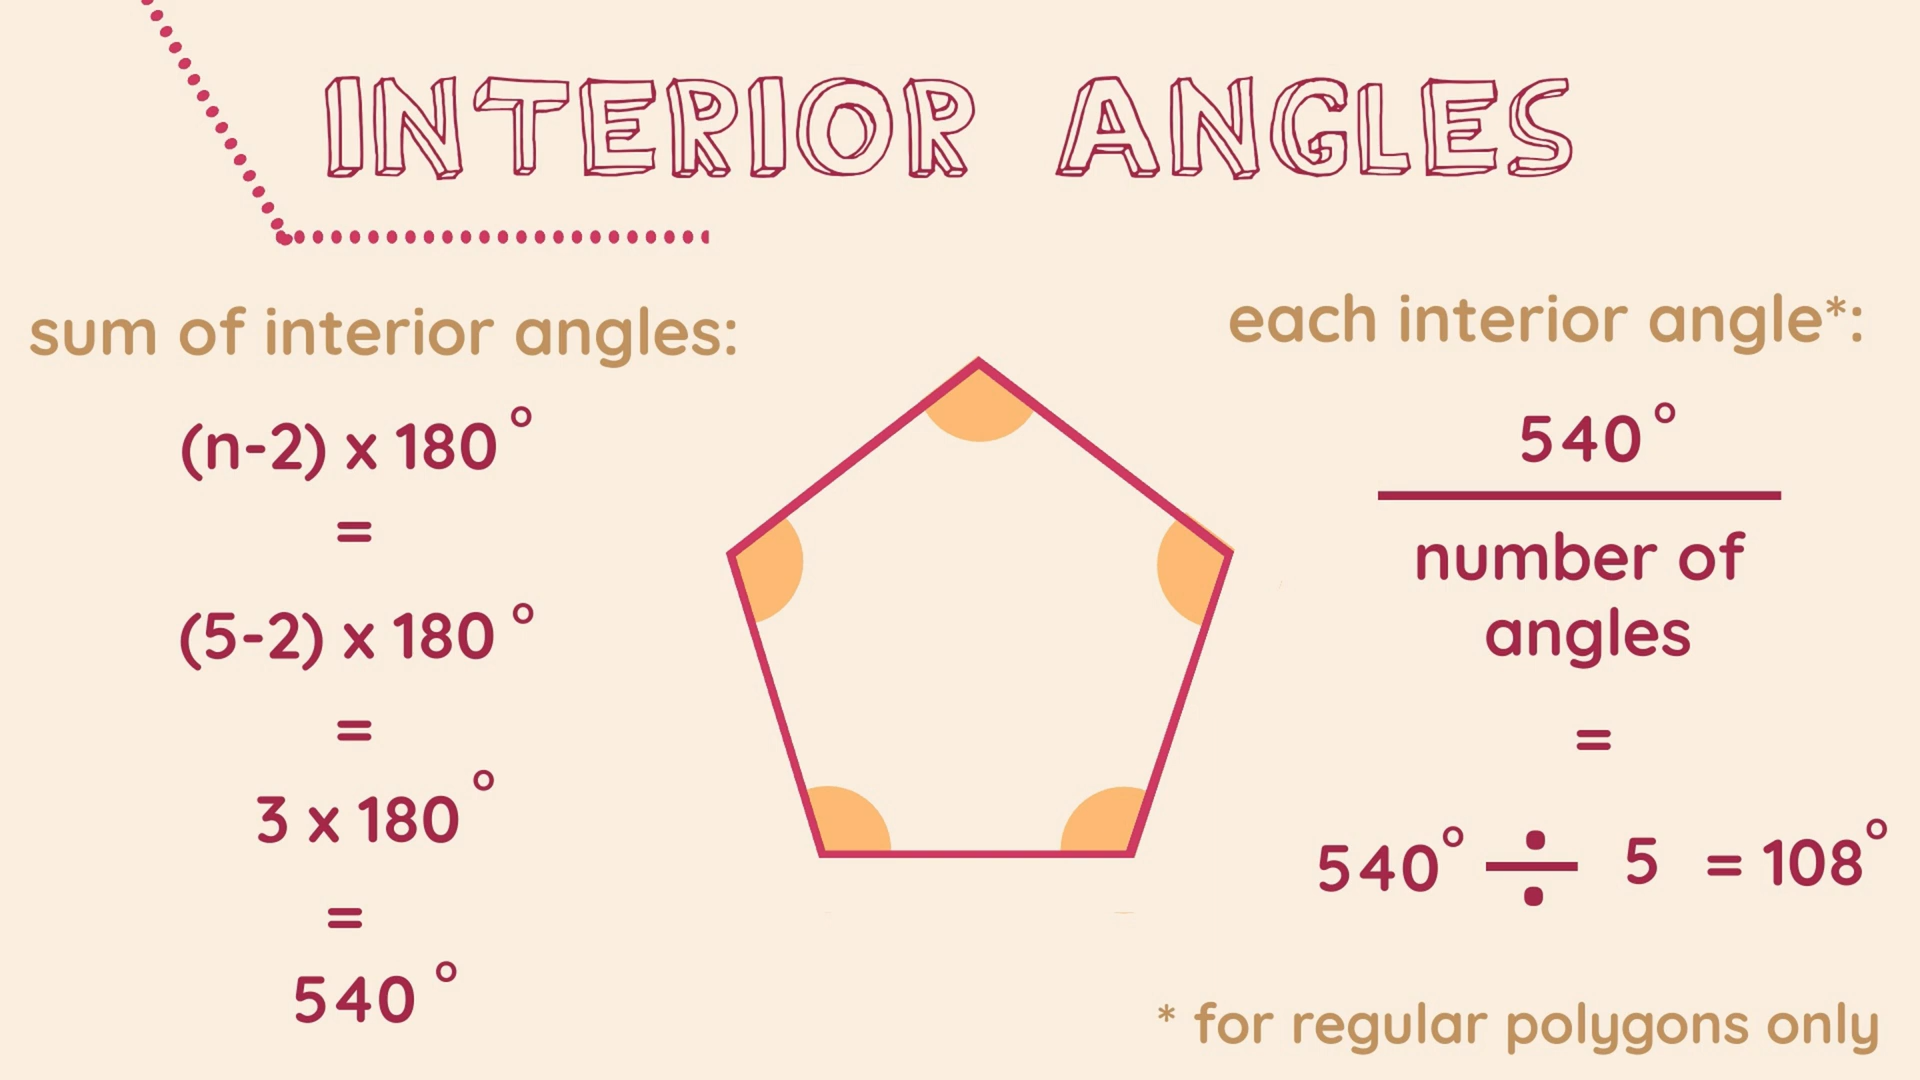 INTERIOR ANGLES
sum of interior angles:
(n-2) x 180°
=
(5-2) x 180°
=
3 x 180°
=
540°
each interior angle*:
540°
number of
angles
=
540° ÷ 5 = 108°
* for regular polygons only